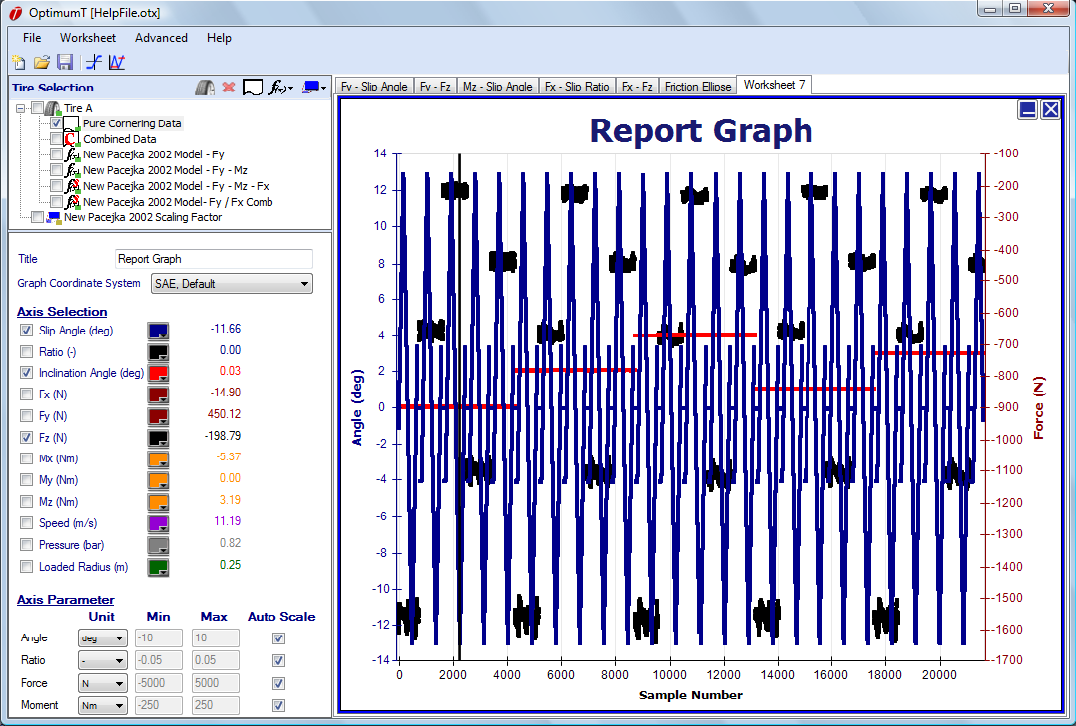 OptimumT [HelpFile.otx]
File Worksheet Advanced Help
Tire Selection
Tire A
Pure Cornering Data
Combined Data
New Pacejka 2002 Model - Fy
New Pacejka 2002 Model - Fy - Mz
New Pacejka 2002 Model - Fy - Mz - Fx
New Pacejka 2002 Model- Fy / Fx Comb
New Pacejka 2002 Scaling Factor
Title Report Graph
Graph Coordinate System SAE, Default
Axis Selection
Slip Angle (deg) -11.66
Ratio (-) 0.00
Inclination Angle (deg) 0.03
Fx (N) -14.90
Fy (N) 450.12
Fz (N) -198.79
Mx (Nm) -5.37
My (Nm) 0.00
Mz (Nm) 3.19
Speed (m/s) 11.19
Pressure (bar) 0.82
Loaded Radius (m) 0.25
Axis Parameter
Unit Min Max Auto Scale
Angle deg -10 10
Ratio - -0.05 0.05
Force N -5000 5000
Moment Nm -250 250
Fy - Slip Angle Fy - Fz Mz - Slip Angle Fx - Slip Ratio Fx - Fz Friction Ellipse Worksheet 7
Report Graph
14 -100
12 -200
10 -300
8 -400
6 -500
4 -600
2 -700
0 -800
-2 -900
-4 -1000
-6 -1100
-8 -1200
-10 -1300
-12 -1400
-14 -1500
-1600
-1700
Angle (deg)
Force (N)
0 2000 4000 6000 8000 10000 12000 14000 16000 18000 20000
Sample Number